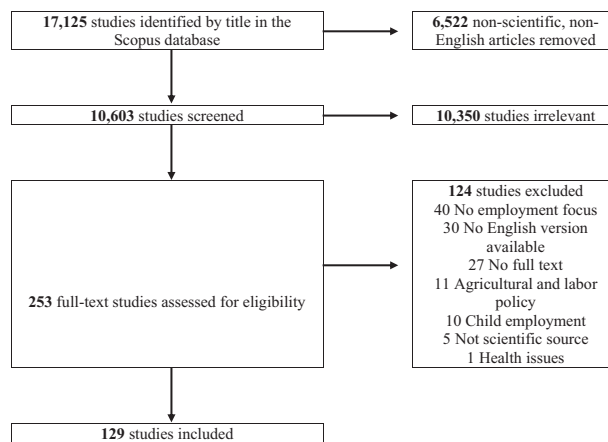 17,125 studies identified by title in the
Scopus database
6,522 non-scientific, non-
English articles removed
10,603 studies screened
10,350 studies irrelevant
253 full-text studies assessed for eligibility
124 studies excluded
40 No employment focus
30 No English version
available
27 No full text
11 Agricultural and labor
policy
10 Child employment
5 Not scientific source
1 Health issues
129 studies included